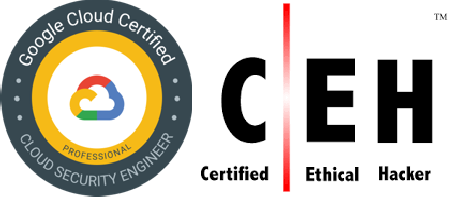 Google Cloud Certified
PROFESSIONAL
CLOUD SECURITY ENGINEER
TM
C EH
Certified Ethical Hacker